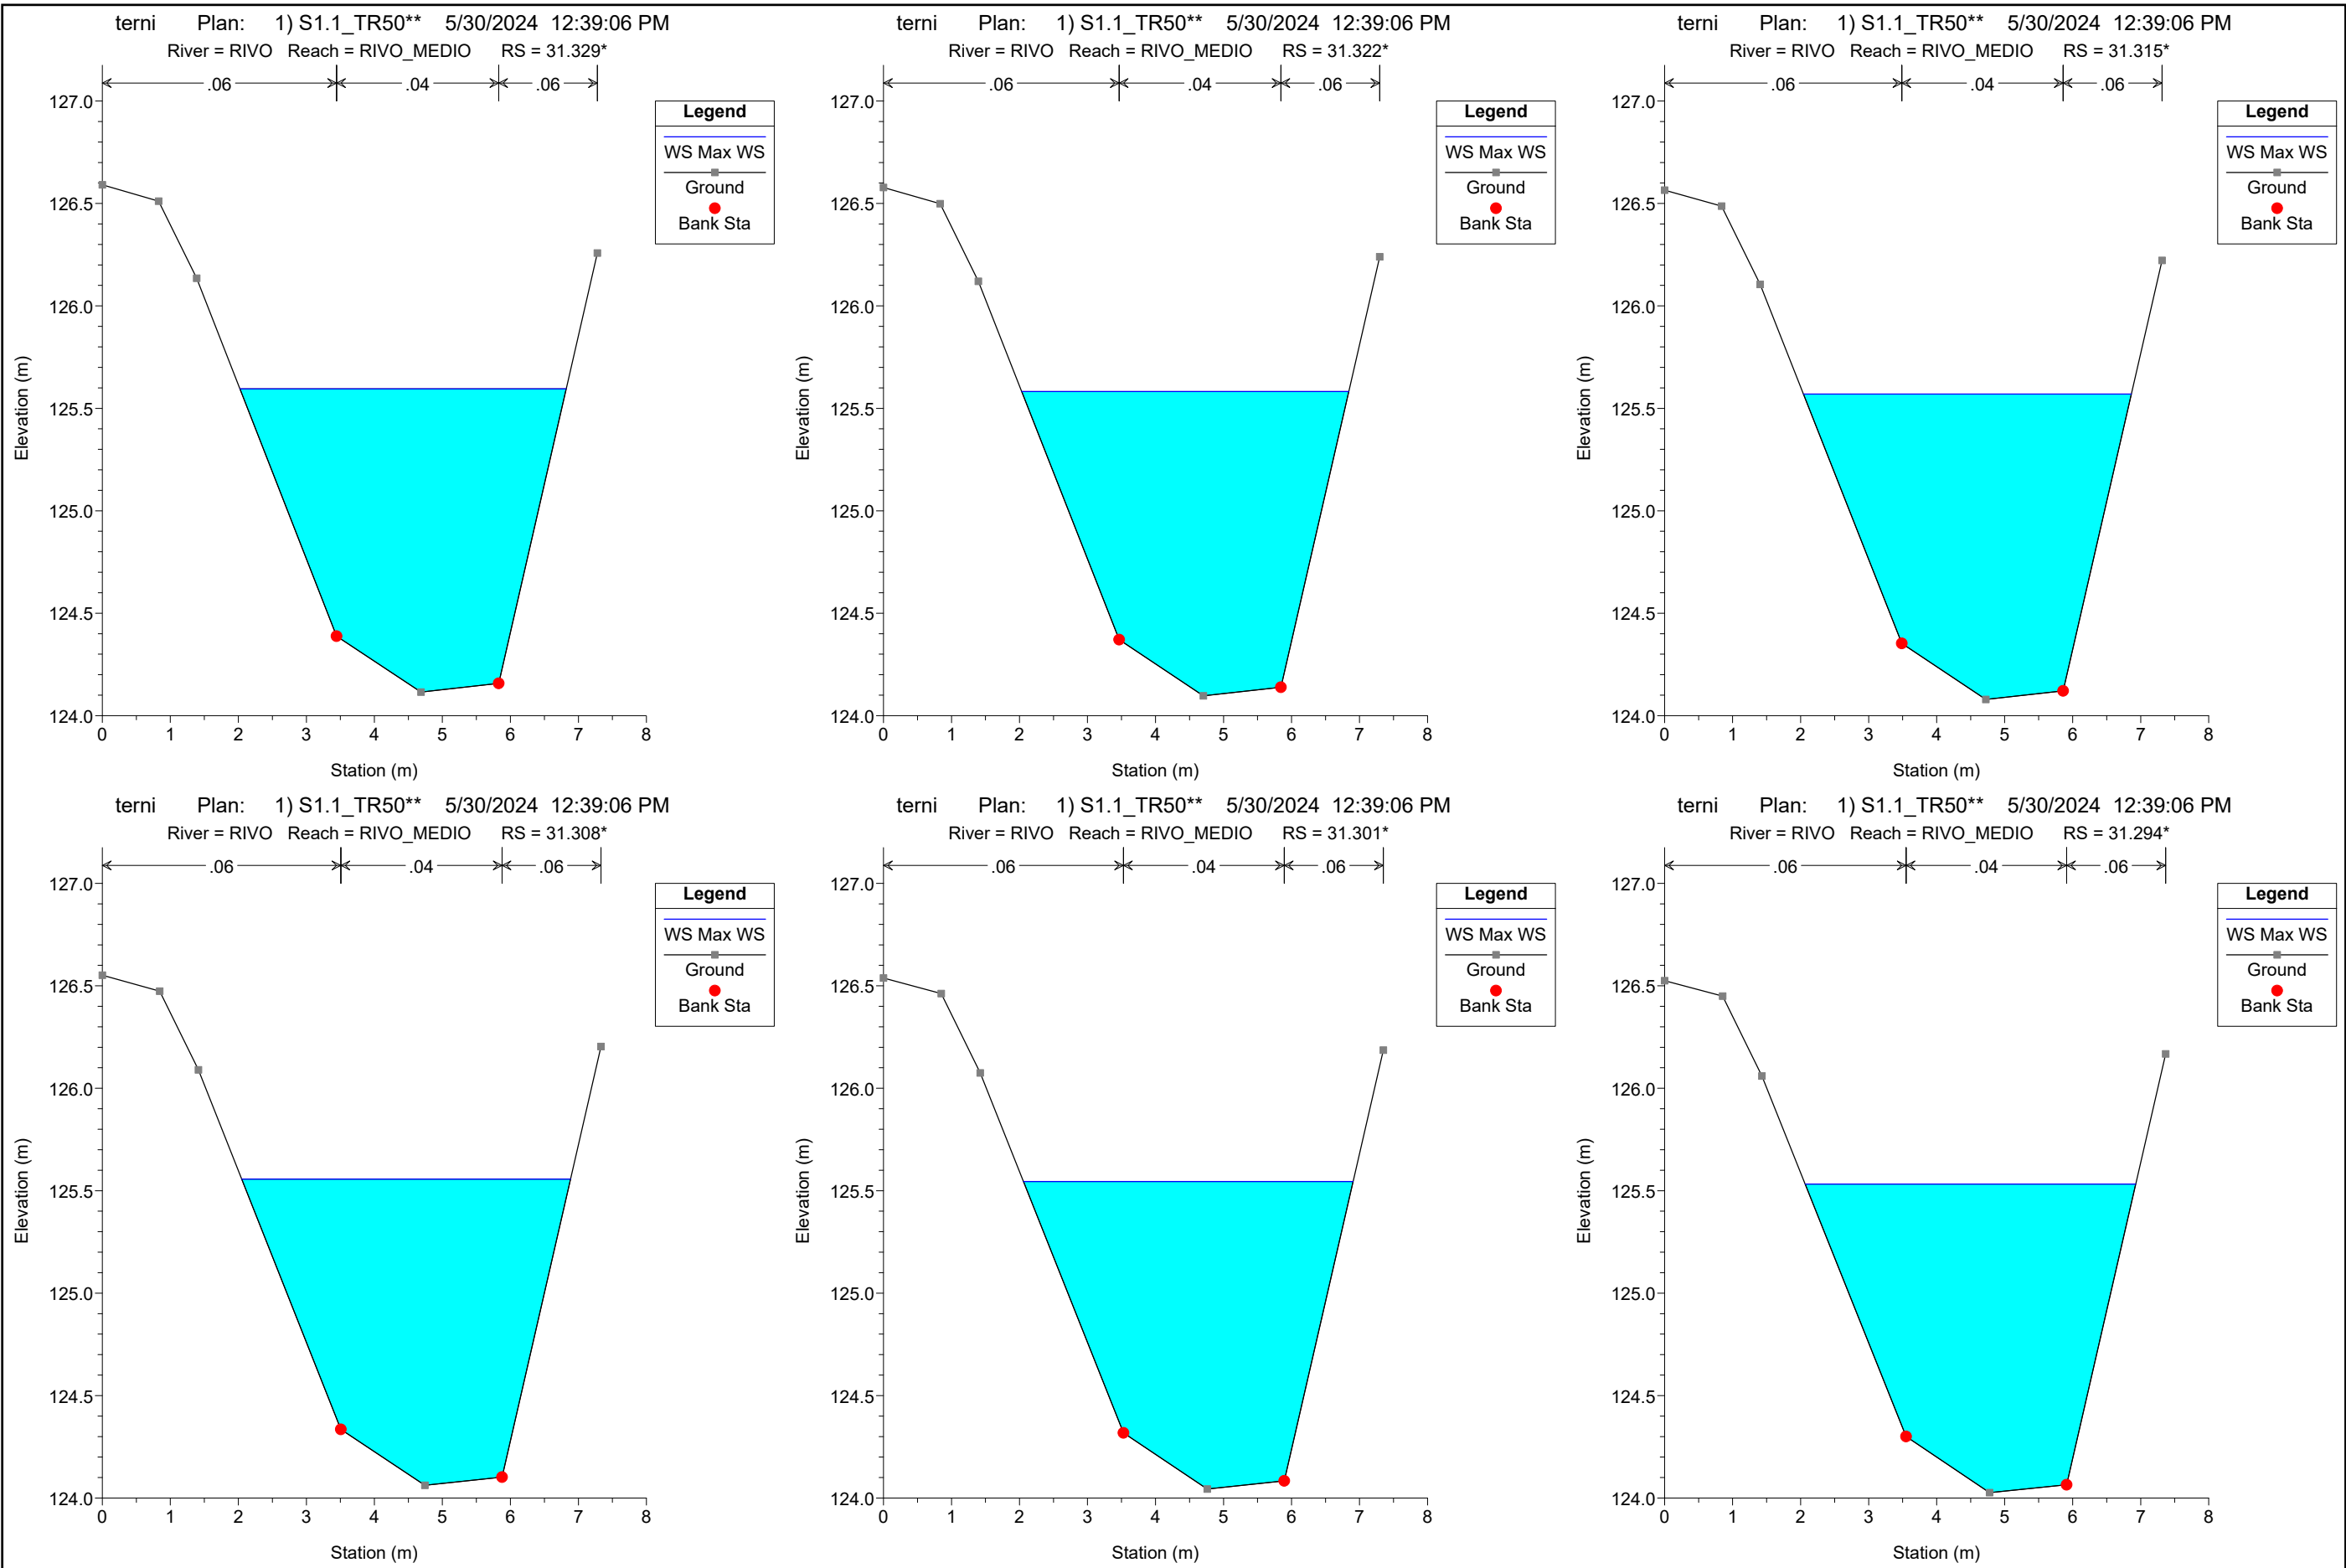 terni Plan: 1) S1.1_TR50** 5/30/2024 12:39:06 PM
River = RIVO Reach = RIVO_MEDIO RS = 31.329*
.06 .04 .06
127.0
126.5
126.0
125.5
125.0
124.5
124.0
0 1 2 3 4 5 6 7 8
Station (m)
Elevation (m)
Legend
WS Max WS
Ground
Bank Sta
terni Plan: 1) S1.1_TR50** 5/30/2024 12:39:06 PM
River = RIVO Reach = RIVO_MEDIO RS = 31.322*
.06 .04 .06
127.0
126.5
126.0
125.5
125.0
124.5
124.0
0 1 2 3 4 5 6 7 8
Station (m)
Elevation (m)
Legend
WS Max WS
Ground
Bank Sta
terni Plan: 1) S1.1_TR50** 5/30/2024 12:39:06 PM
River = RIVO Reach = RIVO_MEDIO RS = 31.315*
.06 .04 .06
127.0
126.5
126.0
125.5
125.0
124.5
124.0
0 1 2 3 4 5 6 7 8
Station (m)
Elevation (m)
Legend
WS Max WS
Ground
Bank Sta
terni Plan: 1) S1.1_TR50** 5/30/2024 12:39:06 PM
River = RIVO Reach = RIVO_MEDIO RS = 31.308*
.06 .04 .06
127.0
126.5
126.0
125.5
125.0
124.5
124.0
0 1 2 3 4 5 6 7 8
Station (m)
Elevation (m)
Legend
WS Max WS
Ground
Bank Sta
terni Plan: 1) S1.1_TR50** 5/30/2024 12:39:06 PM
River = RIVO Reach = RIVO_MEDIO RS = 31.301*
.06 .04 .06
127.0
126.5
126.0
125.5
125.0
124.5
124.0
0 1 2 3 4 5 6 7 8
Station (m)
Elevation (m)
Legend
WS Max WS
Ground
Bank Sta
terni Plan: 1) S1.1_TR50** 5/30/2024 12:39:06 PM
River = RIVO Reach = RIVO_MEDIO RS = 31.294*
.06 .04 .06
127.0
126.5
126.0
125.5
125.0
124.5
124.0
0 1 2 3 4 5 6 7 8
Station (m)
Elevation (m)
Legend
WS Max WS
Ground
Bank Sta